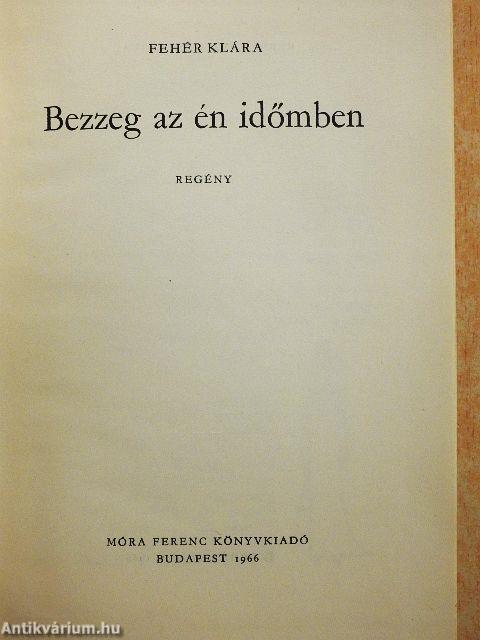 FEHÉR KLÁRA
Bezzeg az én időmben
REGÉNY
MÓRA FERENC KÖNYVKIADÓ
BUDAPEST 1966
Antikvárium.hu